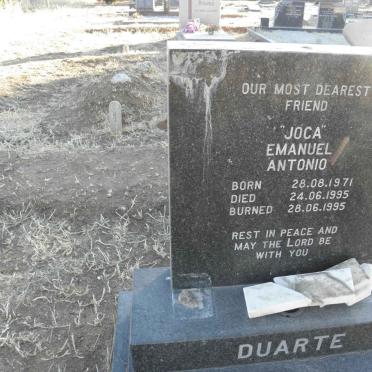 OUR MOST DEAREST
FRIEND
"JOCA"
EMANUEL
ANTONIO
BORN 28.08.1971
DIED 24.06.1995
BURNED 28.06.1995
REST IN PEACE AND
MAY THE LORD BE
WITH YOU
DUARTE